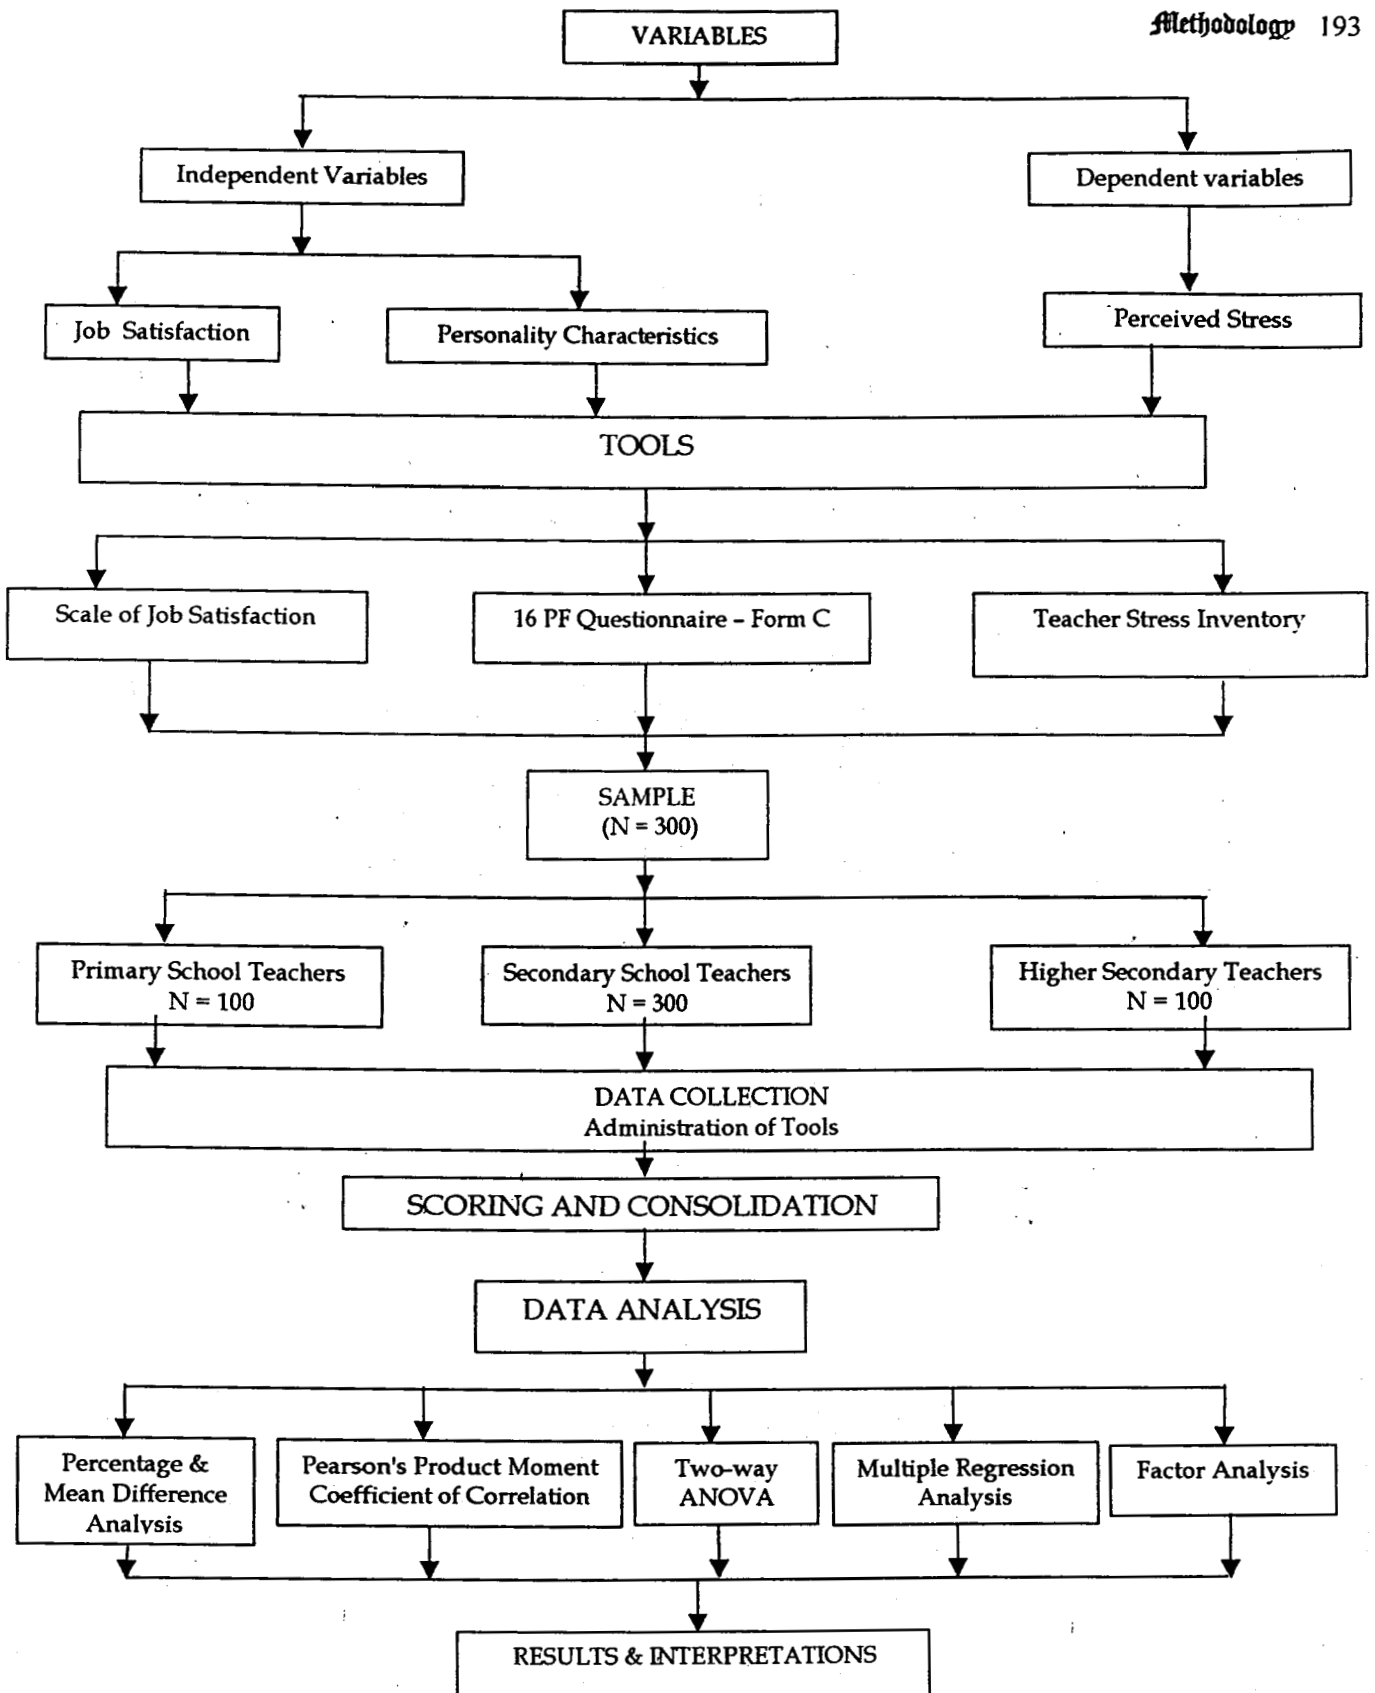 Methodology 193
VARIABLES
Independent Variables
Dependent variables
Job Satisfaction
Personality Characteristics
Perceived Stress
TOOLS
Scale of Job Satisfaction
16 PF Questionnaire – Form C
Teacher Stress Inventory
SAMPLE
(N = 300)
Primary School Teachers
N = 100
Secondary School Teachers
N = 300
Higher Secondary Teachers
N = 100
DATA COLLECTION
Administration of Tools
SCORING AND CONSOLIDATION
DATA ANALYSIS
Percentage &
Mean Difference
Analysis
Pearson's Product Moment
Coefficient of Correlation
Two-way
ANOVA
Multiple Regression
Analysis
Factor Analysis
RESULTS & INTERPRETATIONS